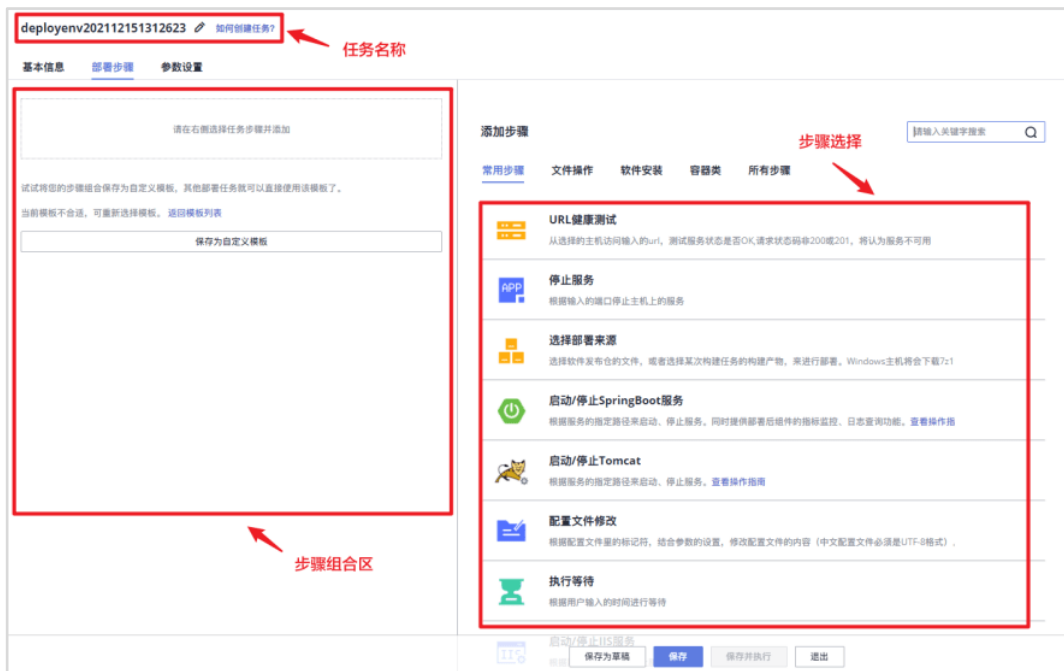 deployenv202112151312623 如何创建任务?
任务名称
基本信息 部署步骤 参数设置
请在右侧选择任务步骤并添加
试试将您的步骤组合保存为自定义模板，其他部署任务就可以直接使用该模板了。
当前模板不合适，可重新选择模板。 返回模板列表
保存为自定义模板
步骤组合区
添加步骤
请输入关键字搜索
步骤选择
常用步骤 文件操作 软件安装 容器类 所有步骤
URL健康测试
从选择的主机访问输入的url，测试服务状态是否OK,请求状态码非200或201，将认为服务不可用
APP
停止服务
根据输入的端口停止主机上的服务
选择部署来源
选择软件发布仓的文件，或者选择某次构建任务的构建产物，来进行部署。Windows主机将会下载7z1
启动/停止SpringBoot服务
根据服务的指定路径来启动、停止服务。同时提供部署后组件的指标监控、日志查询功能。查看操作指
启动/停止Tomcat
根据服务的指定路径来启动、停止服务。查看操作指南
配置文件修改
根据配置文件里的标记符，结合参数的设置，修改配置文件的内容（中文配置文件必须是UTF-8格式）.
执行等待
根据用户输入的时间进行等待
启动/停止IIS服务
IIS
保存为草稿 保存 保存并执行 退出